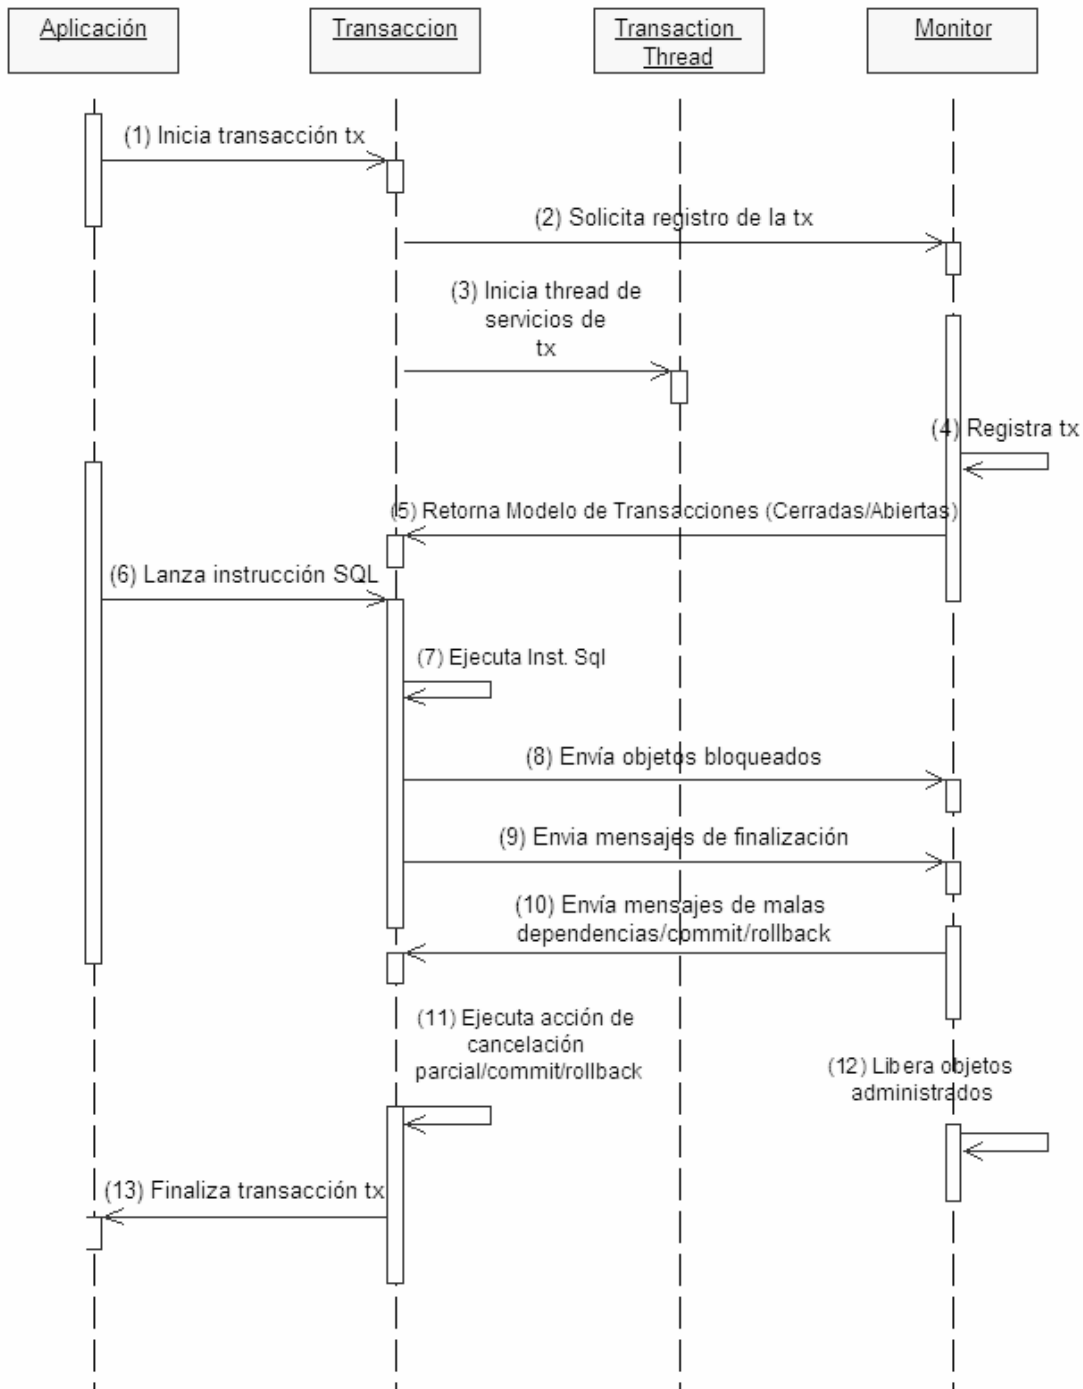 Aplicación
Transaccion
Transaction
Thread
Monitor
(1) Inicia transacción tx
(2) Solicita registro de la tx
(3) Inicia thread de
servicios de
tx
(4) Registra tx
(5) Retorna Modelo de Transacciones (Cerradas/Abiertas)
(6) Lanza instrucción SQL
(7) Ejecuta Inst. Sql
(8) Envía objetos bloqueados
(9) Envia mensajes de finalización
(10) Envía mensajes de malas
dependencias/commit/rollback
(11) Ejecuta acción de
cancelación
parcial/commit/rollback
(12) Libera objetos
administrados
(13) Finaliza transacción tx